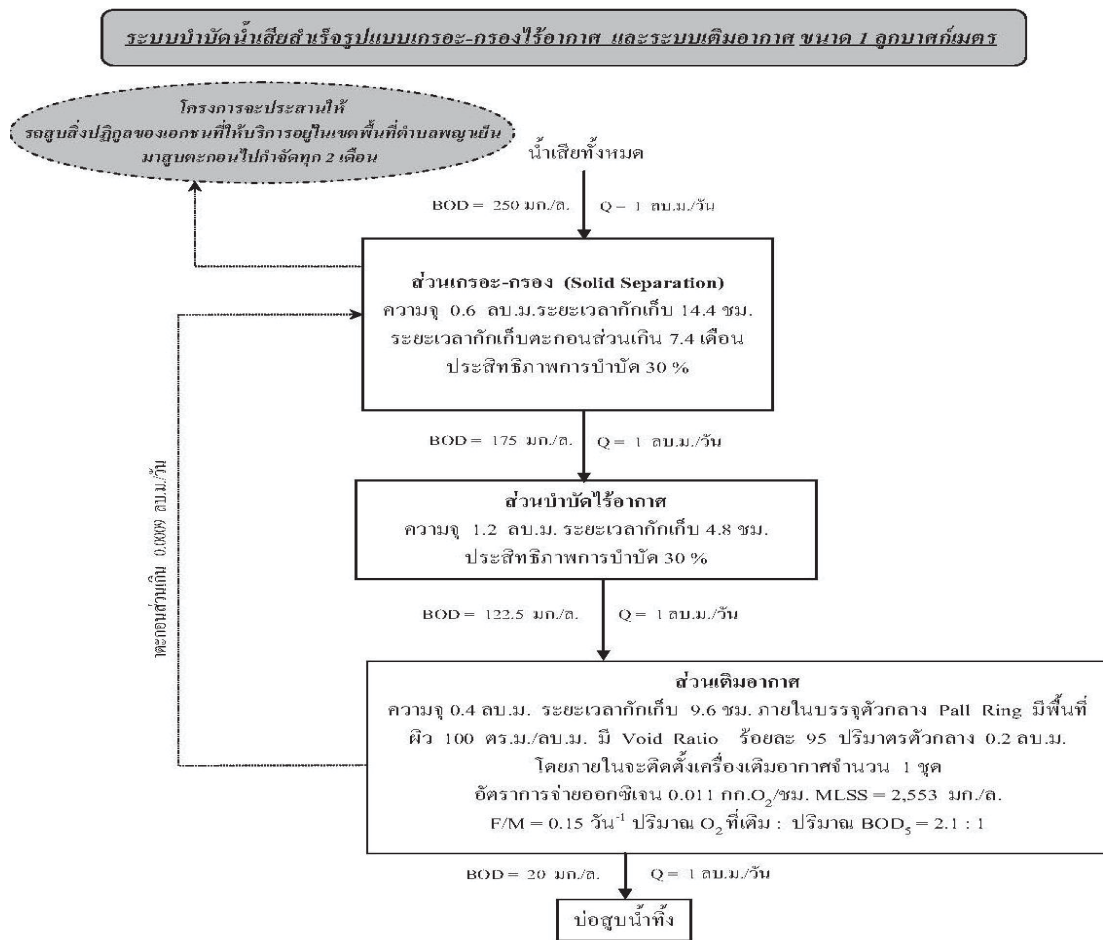 ระบบบำบัดน้ำเสียสำเร็จรูปแบบเกรอะ-กรองไร้อากาศ และระบบเติมอากาศ ขนาด 1 ลูกบาศก์เมตร
โครงการจะประสานให้
รถสูบสิ่งปฏิกูลของเอกชนที่ให้บริการอยู่ในเขตพื้นที่ตำบลพญาเย็น
มาสูบตะกอนไปกำจัดทุก 2 เดือน
น้ำเสียทั้งหมด
BOD = 250 มก./ล. Q = 1 ลบ.ม./วัน
ส่วนเกรอะ-กรอง (Solid Separation)
ความจุ 0.6 ลบ.ม.ระยะเวลากักเก็บ 14.4 ชม.
ระยะเวลากักเก็บตะกอนส่วนเกิน 7.4 เดือน
ประสิทธิภาพการบำบัด 30 %
BOD = 175 มก./ล. Q = 1 ลบ.ม./วัน
ส่วนบำบัดไร้อากาศ
ความจุ 1.2 ลบ.ม. ระยะเวลากักเก็บ 4.8 ชม.
ประสิทธิภาพการบำบัด 30 %
าตะกอนส่วนเกิน 0.0009 ลบ.ม./วัน
BOD = 122.5 มก./ล. Q = 1 ลบ.ม./วัน
ส่วนเติมอากาศ
ความจุ 0.4 ลบ.ม. ระยะเวลากักเก็บ 9.6 ชม. ภายในบรรจุตัวกลาง Pall Ring มีพื้นที่
ผิว 100 ตร.ม./ลบ.ม. มี Void Ratio ร้อยละ 95 ปริมาตรตัวกลาง 0.2 ลบ.ม.
โดยภายในจะติดตั้งเครื่องเติมอากาศจำนวน 1 ชุด
อัตราการจ่ายออกซิเจน 0.011 กก.O₂/ชม. MLSS = 2,553 มก./ล.
F/M = 0.15 วัน⁻¹ ปริมาณ O₂ ที่เติม : ปริมาณ BOD₅ = 2.1 : 1
BOD = 20 มก./ล. Q = 1 ลบ.ม./วัน
บ่อสูบน้ำทิ้ง